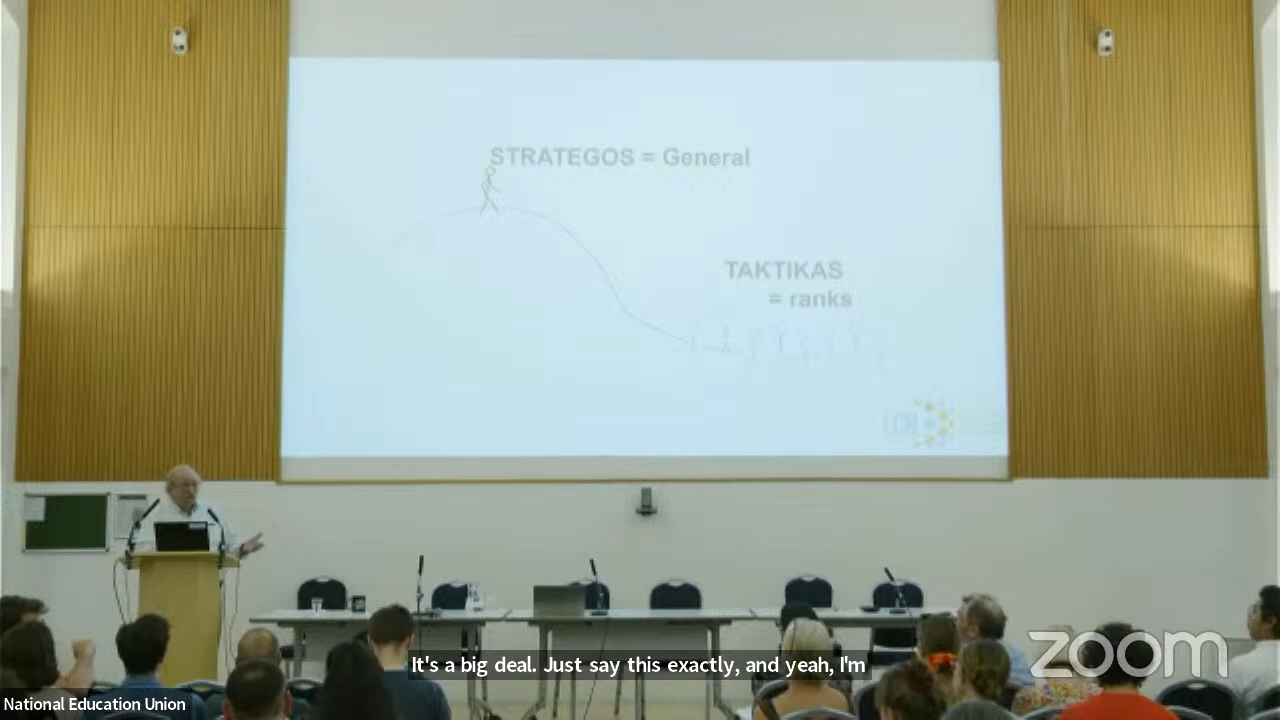 STRATEGOS = General
TAKTIKAS
= ranks
It's a big deal. Just say this exactly, and yeah, I'm
zoom
National Education Union